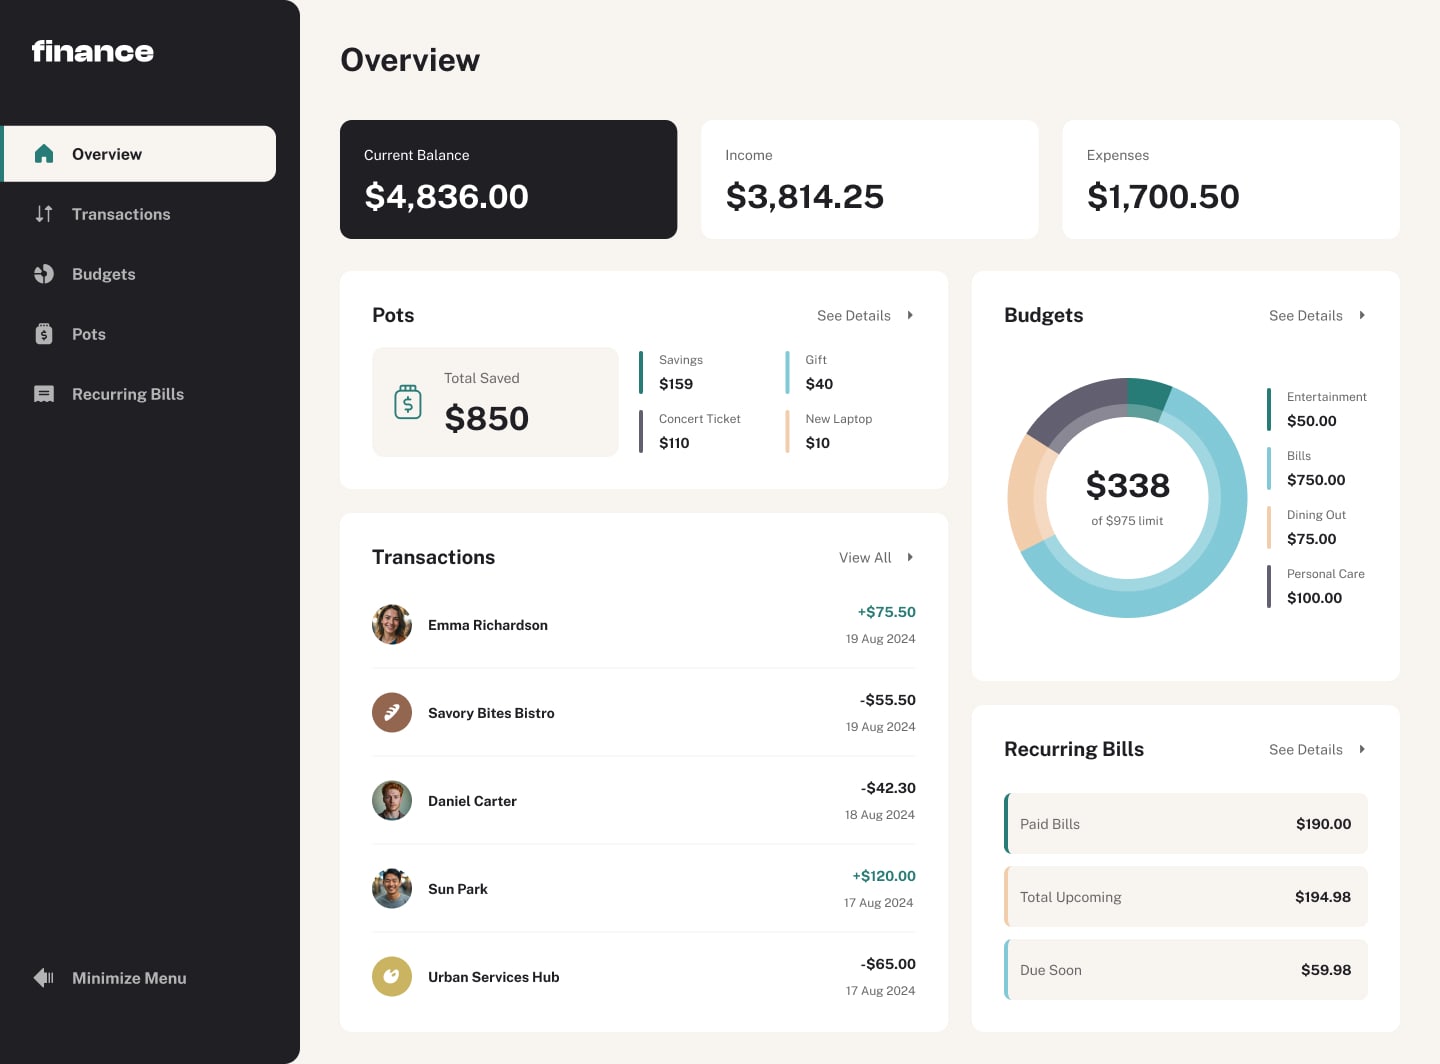 finance
Overview
Transactions
Budgets
Pots
Recurring Bills
Minimize Menu
Overview
Current Balance
$4,836.00
Income
$3,814.25
Expenses
$1,700.50
Pots
See Details
Total Saved
$850
Savings
$159
Gift
$40
Concert Ticket
$110
New Laptop
$10
Transactions
View All
Emma Richardson
+$75.50
19 Aug 2024
Savory Bites Bistro
-$55.50
19 Aug 2024
Daniel Carter
-$42.30
18 Aug 2024
Sun Park
+$120.00
17 Aug 2024
Urban Services Hub
-$65.00
17 Aug 2024
Budgets
See Details
$338
of $975 limit
Entertainment
$50.00
Bills
$750.00
Dining Out
$75.00
Personal Care
$100.00
Recurring Bills
See Details
Paid Bills
$190.00
Total Upcoming
$194.98
Due Soon
$59.98